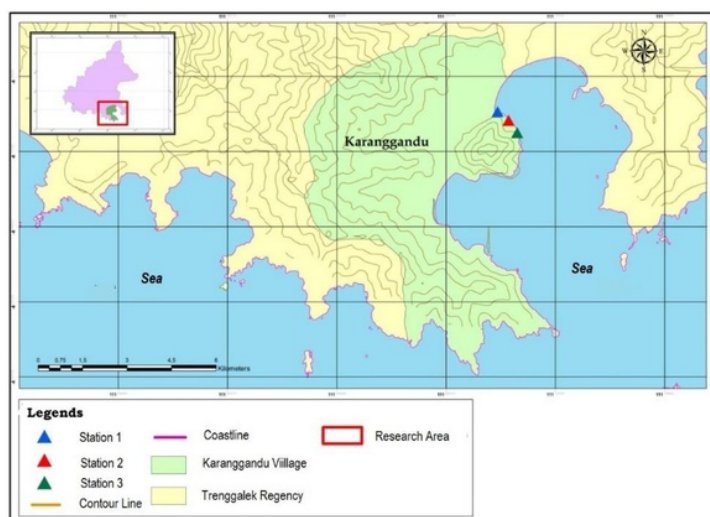 Karanggandu
Sea
Sea
0 0,75 1,5 3 4,5 6
Kilometers
Legends
Station 1
Station 2
Station 3
Contour Line
Coastline
Karanggandu Viillage
Trenggalek Regency
Research Area